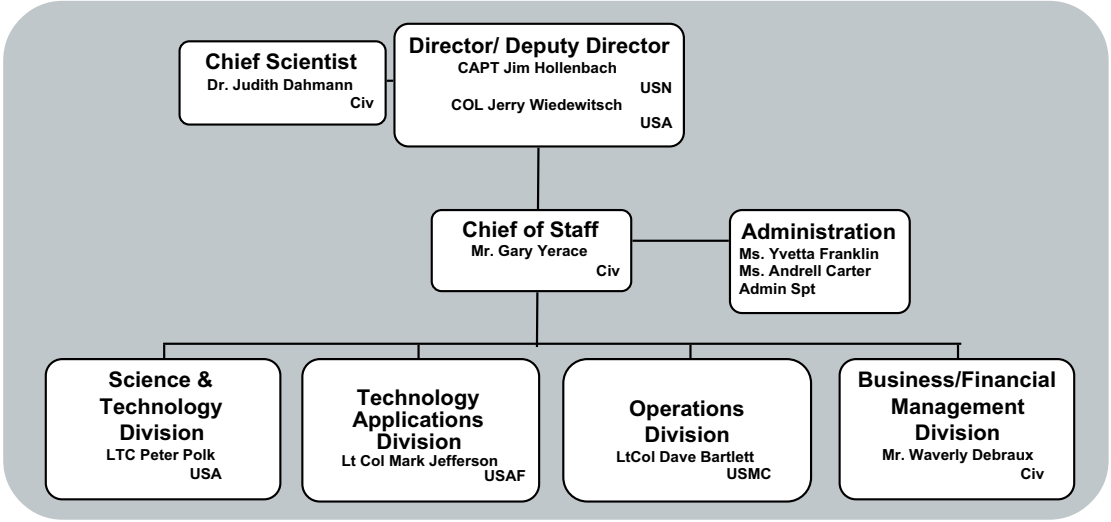 Chief Scientist
Dr. Judith Dahmann
Civ
Director/ Deputy Director
CAPT Jim Hollenbach
USN
COL Jerry Wiedewitsch
USA
Chief of Staff
Mr. Gary Yerace
Civ
Administration
Ms. Yvetta Franklin
Ms. Andrell Carter
Admin Spt
Science &
Technology
Division
LTC Peter Polk
USA
Technology
Applications
Division
Lt Col Mark Jefferson
USAF
Operations
Division
LtCol Dave Bartlett
USMC
Business/Financial
Management
Division
Mr. Waverly Debraux
Civ